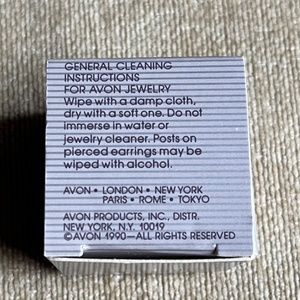 GENERAL CLEANING
INSTRUCTIONS
FOR AVON JEWELRY
Wipe with a damp cloth,
dry with a soft one. Do not
immerse in water or
jewelry cleaner. Posts on
pierced earrings may be
wiped with alcohol.
AVON • LONDON • NEW YORK
PARIS • ROME • TOKYO
AVON PRODUCTS, INC., DISTR.
NEW YORK, N.Y. 10019
©AVON 1990—ALL RIGHTS RESERVED